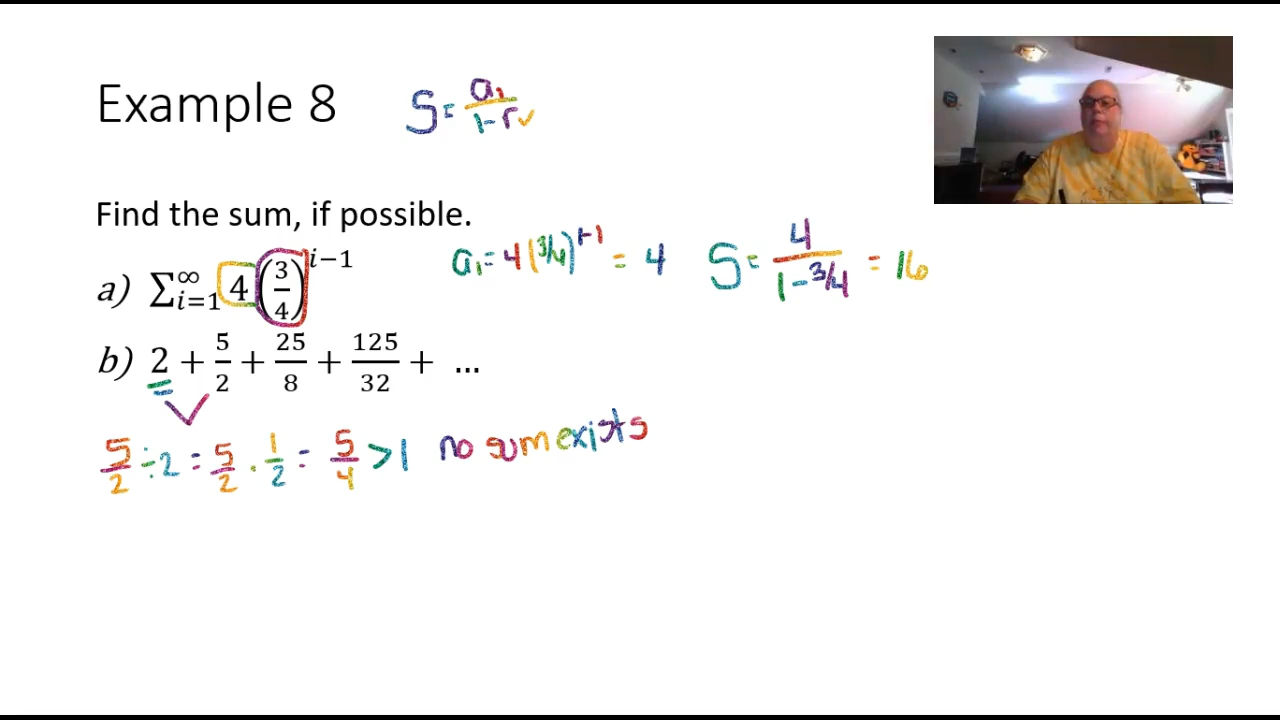 Example 8 S = a₁/1-r ✓
Find the sum, if possible.
a) ∑_{i=1}^{∞} 4(3/4)^{i−1} a₁ = 4(3/4)^{1-1} = 4 S = 4/(1-3/4) = 16
b) 2 + 5/2 + 25/8 + 125/32 + ...
5/2 ÷ 2 = 5/2 · 1/2 = 5/4 > 1 no sum exists